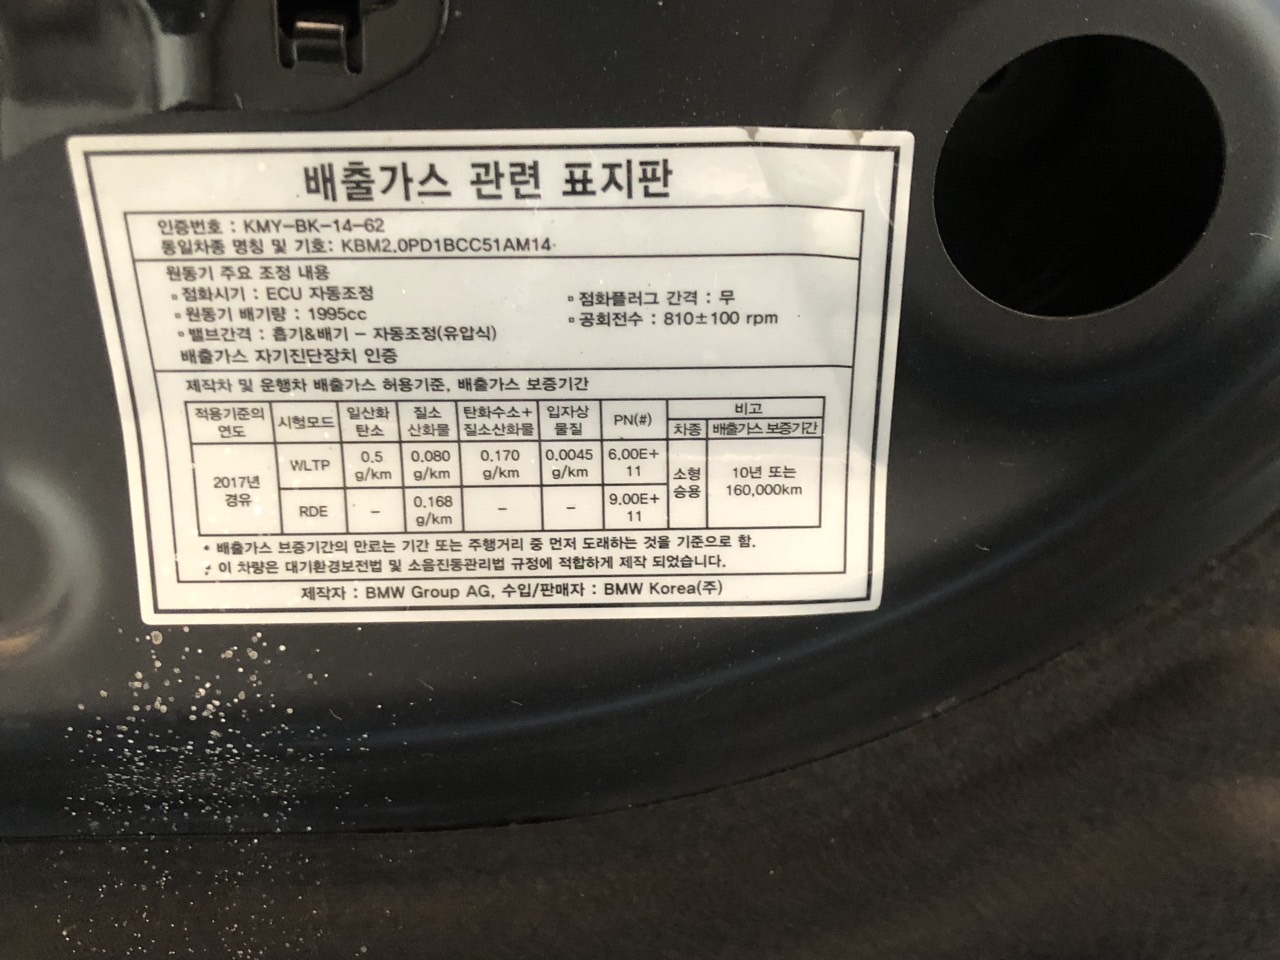 배출가스 관련 표지판
인증번호 : KMY-BK-14-62
동일차종 명칭 및 기호: KBM2.0PD1BCC51AM14
원동기 주요 조정 내용
▫ 점화시기 : ECU 자동조정
▫ 점화플러그 간격 : 무
▫ 원동기 배기량 : 1995cc
▫ 공회전수 : 810±100 rpm
▫ 밸브간격 : 흡기&배기 - 자동조정(유압식)
배출가스 자기진단장치 인증
제작차 및 운행차 배출가스 허용기준, 배출가스 보증기간
적용기준의 연도 시험모드 일산화 탄소 질소 산화물 탄화수소+ 질소산화물 입자상 물질 PN(#) 비고
차종 배출가스 보증기간
2017년 경유 WLTP 0.5 g/km 0.080 g/km 0.170 g/km 0.0045 g/km 6.00E+ 11 소형 승용 10년 또는 160,000km
RDE - 0.168 g/km - - 9.00E+ 11
• 배출가스 보증기간의 만료는 기간 또는 주행거리 중 먼저 도래하는 것을 기준으로 함.
• 이 차량은 대기환경보전법 및 소음진동관리법 규정에 적합하게 제작 되었습니다.
제작자 : BMW Group AG, 수입/판매자 : BMW Korea(주)